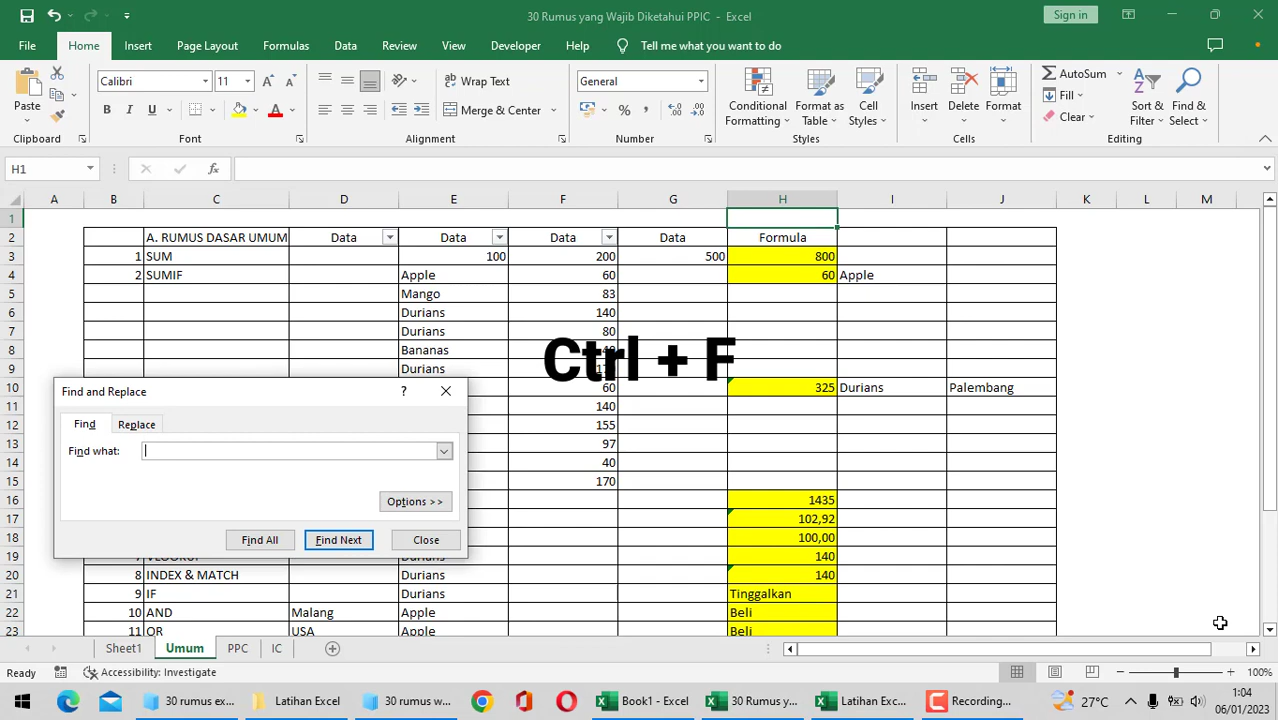 30 Rumus yang Wajib Diketahui PPIC - Excel
Sign in
File Home Insert Page Layout Formulas Data Review View Developer Help Tell me what you want to do
Paste
Clipboard
Calibri 11
B I U
Font
Wrap Text
Merge & Center
Alignment
General
%
Number
Conditional Formatting
Format as Table
Cell Styles
Styles
Insert
Delete
Format
Cells
AutoSum
Fill
Clear
Sort & Filter
Find & Select
Editing
H1
fx
A B C D E F G H I J K L M
1
2 A. RUMUS DASAR UMUM Data Data Data Data Formula
3 1 SUM 100 200 500 800
4 2 SUMIF Apple 60 60 Apple
5 Mango 83
6 Durians 140
7 Durians 80
8 Bananas
9 Durians
10 60 325 Durians Palembang
11 140
12 155
13 97
14 40
15 170
16 1435
17 102,92
18 100,00
19 140
20 8 INDEX & MATCH Durians 140
21 9 IF Durians Tinggalkan
22 10 AND Malang Apple Beli
23 11 OR USA Apple Beli
Ctrl + F
Find and Replace
?
Find Replace
Find what:
Options >>
Find All Find Next Close
Sheet1 Umum PPC IC
Ready
Accessibility: Investigate
100%
30 rumus ex...
Latihan Excel
30 rumus w...
Book1 - Excel
30 Rumus y...
Latihan Exc...
Recording...
27°C
1:04
06/01/2023